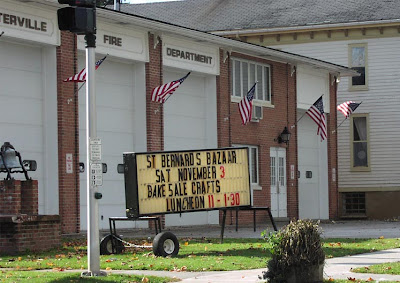 TERVILLE
FIRE
DEPARTMENT
ST BERNARD'S BAZAAR
SAT NOVEMBER 3
BAKE SALE CRAFTS
LUNCHEON 11-1:30